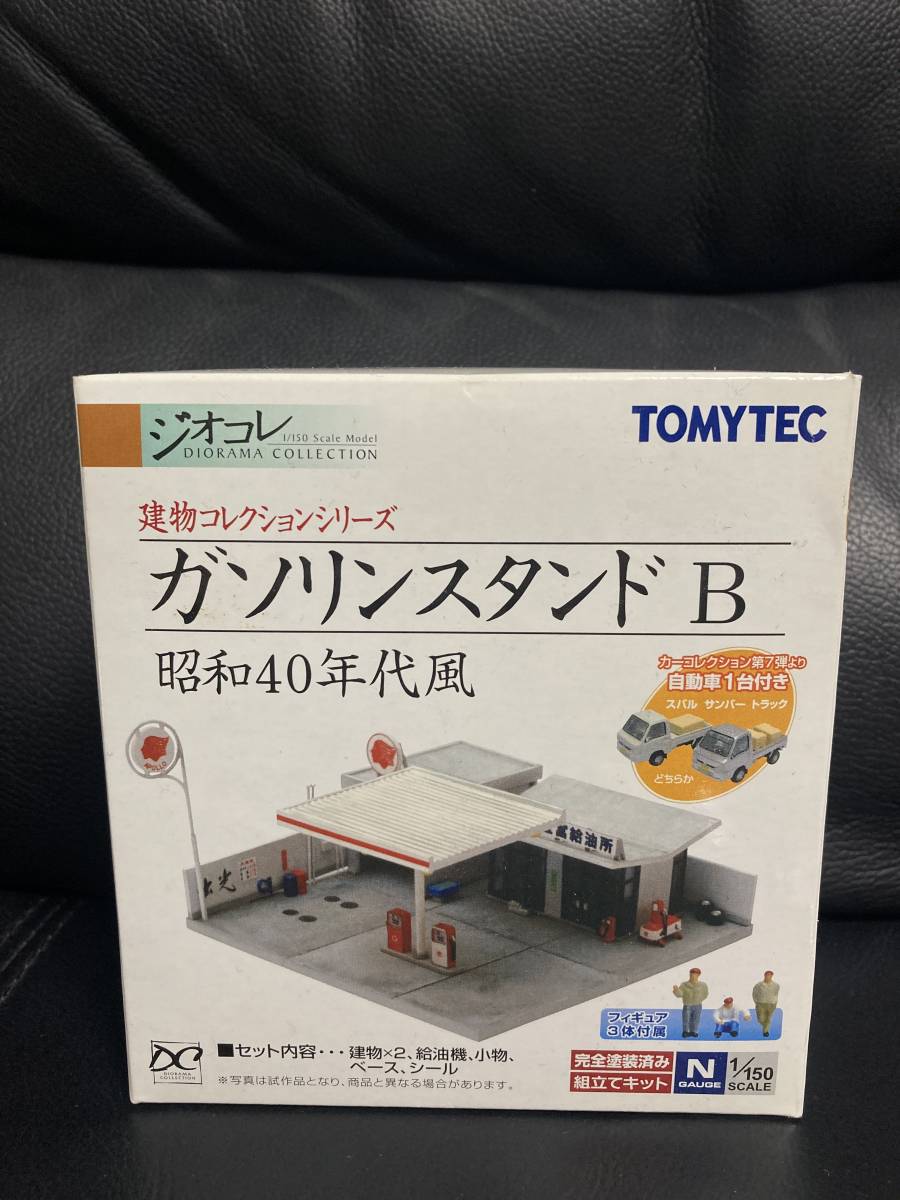 ジオコレ
1/150 Scale Model
DIORAMA COLLECTION
TOMYTEC
建物コレクションシリーズ
ガソリンスタンド B
昭和40年代風
カーコレクション第7弾より
自動車1台付き
スバル サンバー トラック
どちらか
給油所
出光
フィギュア
3体付属
DC
DIORAMA
COLLECTION
■セット内容・・・建物×2、給油機、小物、
ベース、シール
※写真は試作品となり、商品と異なる場合があります。
完全塗装済み
組立てキット
N
GAUGE
1/150
SCALE